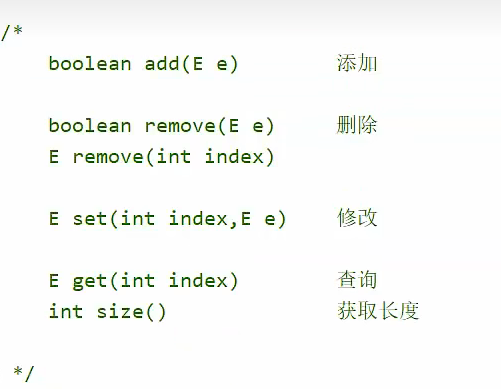 /*
boolean add(E e) 添加
boolean remove(E e) 删除
E remove(int index)
E set(int index,E e) 修改
E get(int index) 查询
int size() 获取长度
*/